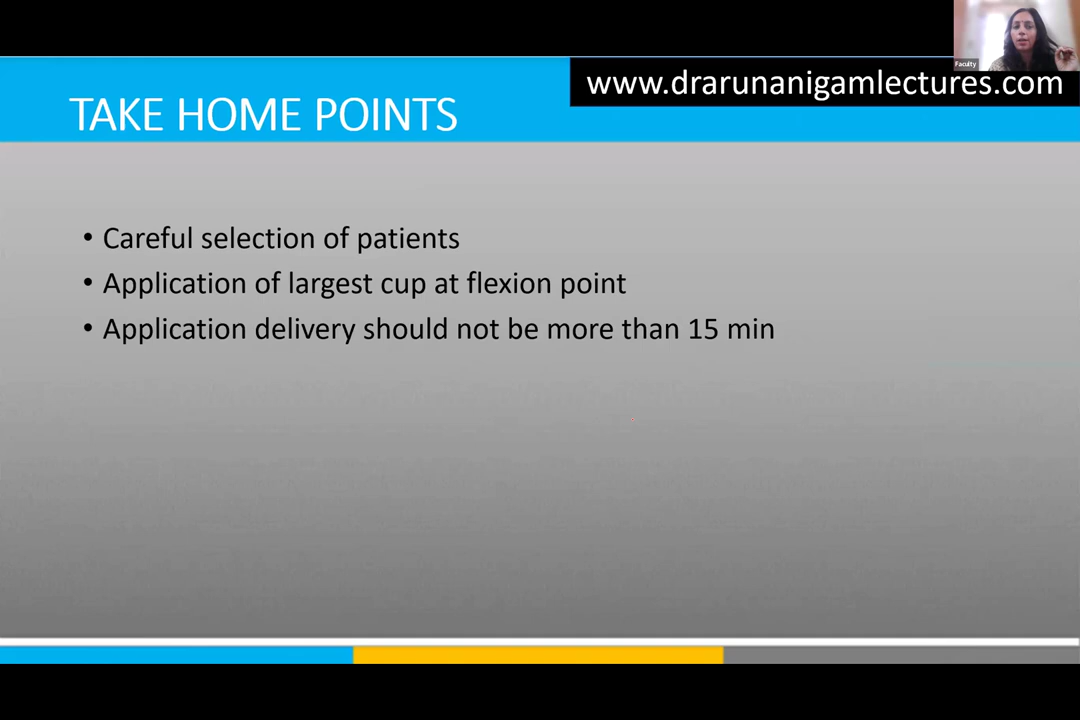 Faculty
www.drarunanigamlectures.com
TAKE HOME POINTS
• Careful selection of patients
• Application of largest cup at flexion point
• Application delivery should not be more than 15 min